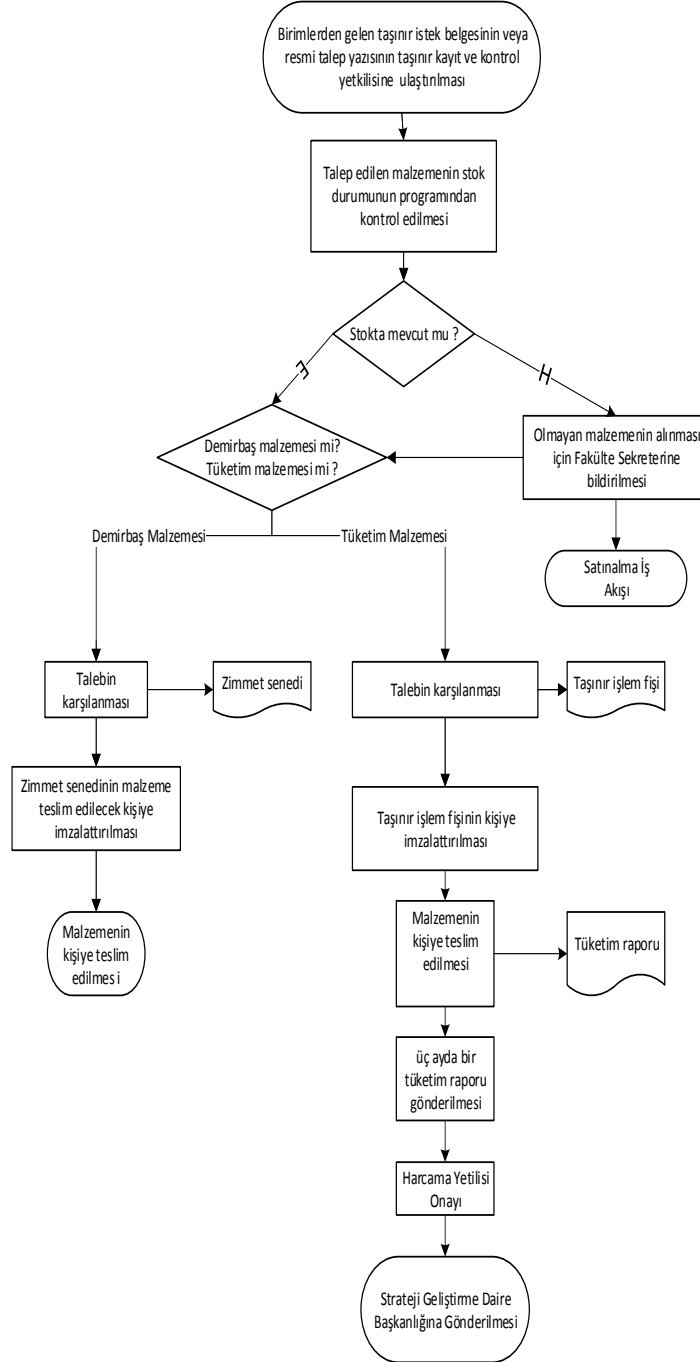 Birimlerden gelen taşınır istek belgesinin veya
resmi talep yazısının taşınır kayıt ve kontrol
yetkilisine ulaştırılması
Talep edilen malzemenin stok
durumunun programından
kontrol edilmesi
Stokta mevcut mu ?
E
H
Demirbaş malzemesi mi?
Tüketim malzemesi mi ?
Olmayan malzemenin alınması
için Fakülte Sekreterine
bildirilmesi
Satınalma İş
Akışı
Demirbaş Malzemesi
Tüketim Malzemesi
Talebin
karşılanması
Zimmet senedi
Talebin karşılanması
Taşınır işlem fişi
Zimmet senedinin malzeme
teslim edilecek kişiye
imzalattırılması
Taşınır işlem fişinin kişiye
imzalattırılması
Malzemenin
kişiye teslim
edilmes i
Malzemenin
kişiye teslim
edilmesi
Tüketim raporu
üç ayda bir
tüketim raporu
gönderilmesi
Harcama Yetilisi
Onayı
Strateji Geliştirme Daire
Başkanlığına Gönderilmesi